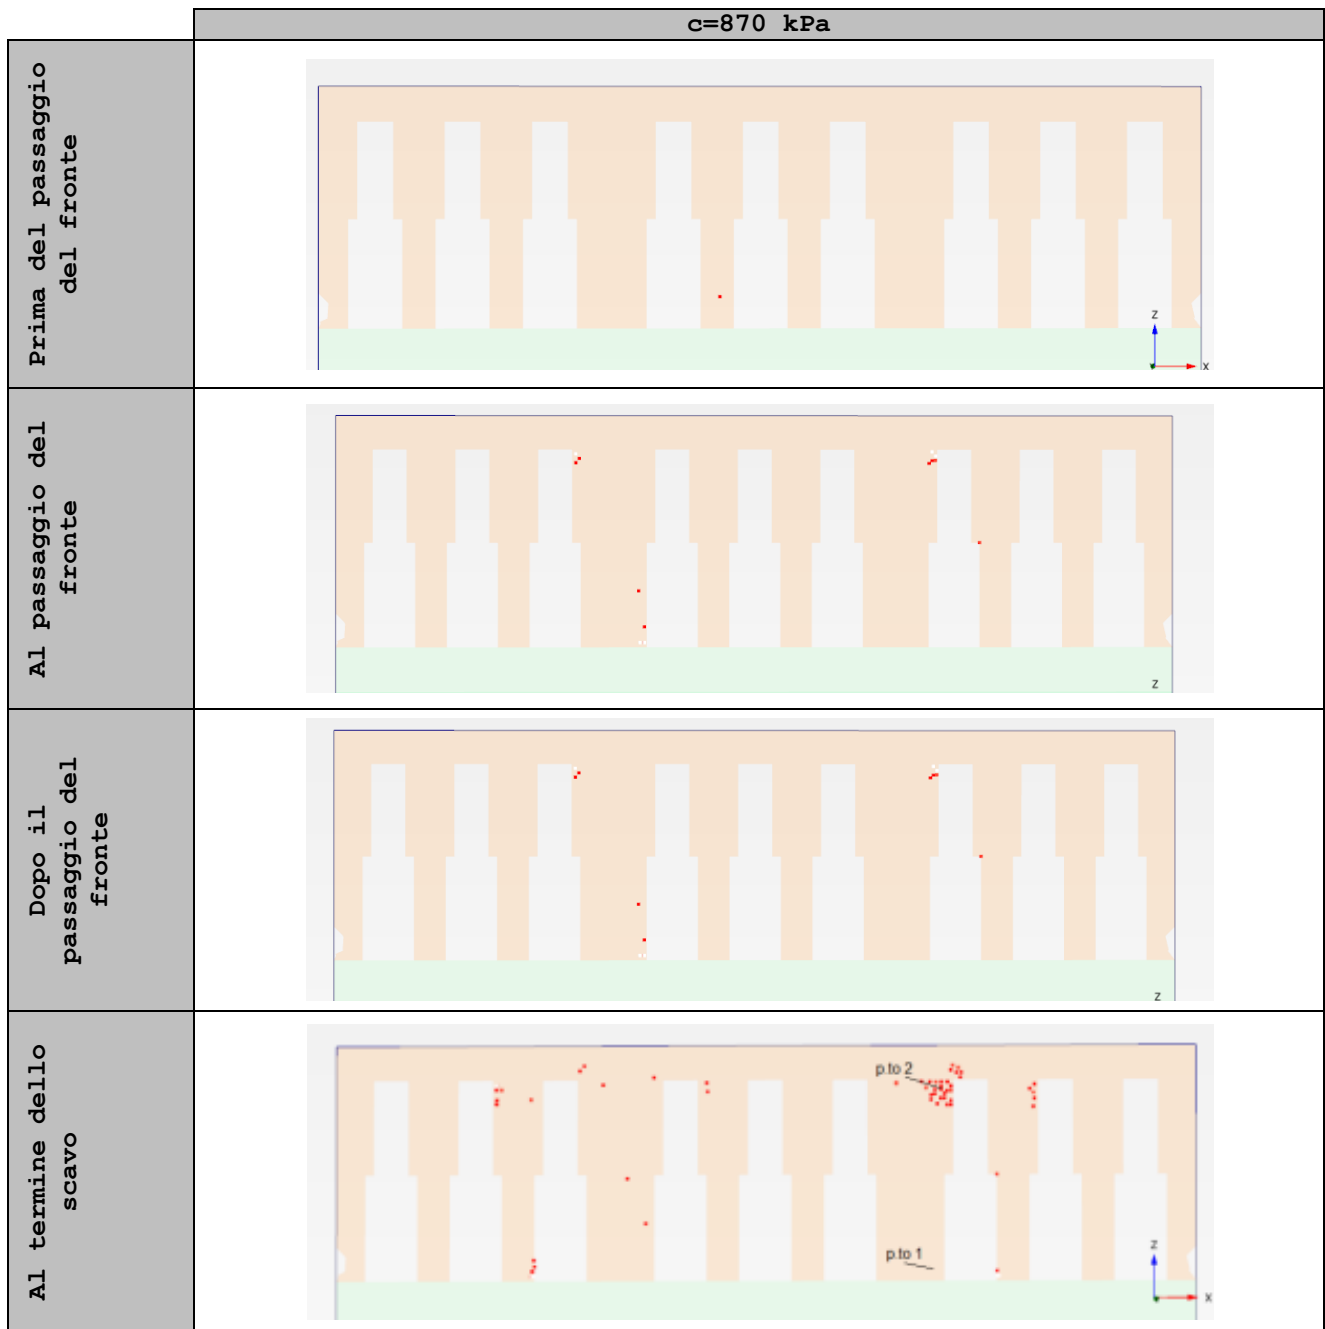 c=870 kPa
Prima del passaggio
del fronte
z
x
Al passaggio del
fronte
z
Dopo il
passaggio del
fronte
z
Al termine dello
scavo
p.to 2
p.to 1
z
x